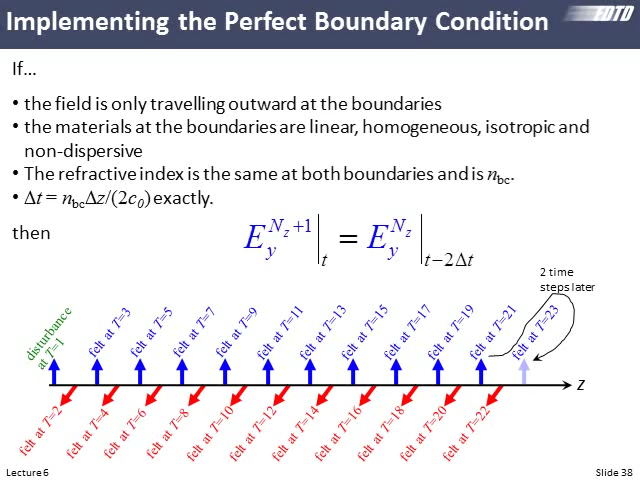 Implementing the Perfect Boundary Condition
FDTD
If…
• the field is only travelling outward at the boundaries
• the materials at the boundaries are linear, homogeneous, isotropic and
non-dispersive
• The refractive index is the same at both boundaries and is n_bc.
• Δt = n_bcΔz/(2c_0) exactly.
then
E_y^{N_z+1}|_t = E_y^{N_z}|_{t−2Δt}
2 time
steps later
disturbance
at T=1
felt at T=3
felt at T=5
felt at T=7
felt at T=9
felt at T=11
felt at T=13
felt at T=15
felt at T=17
felt at T=19
felt at T=21
felt at T=23
z
felt at T=2
felt at T=4
felt at T=6
felt at T=8
felt at T=10
felt at T=12
felt at T=14
felt at T=16
felt at T=18
felt at T=20
felt at T=22
Lecture 6
Slide 38